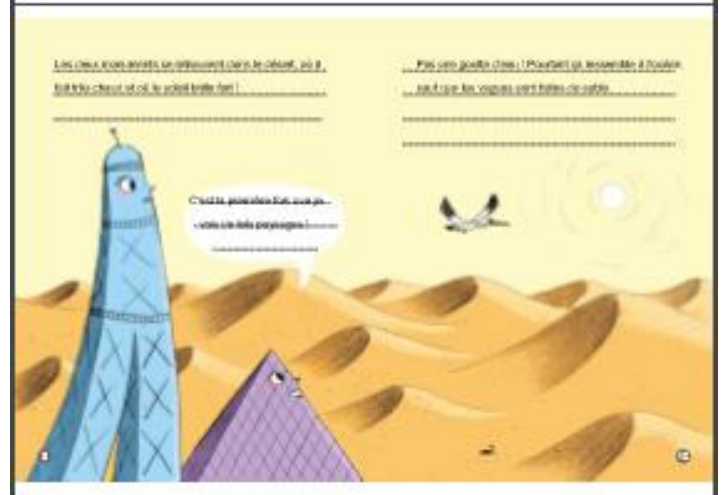 Les deux monuments se retrouvent dans le désert, où il
fait très chaud et où le soleil brille fort !
Pas une goutte d'eau ! Pourtant ça ressemble à l'océan
sauf que les vagues sont faites de sable.
C'est la première fois que je
vois de tels paysages !